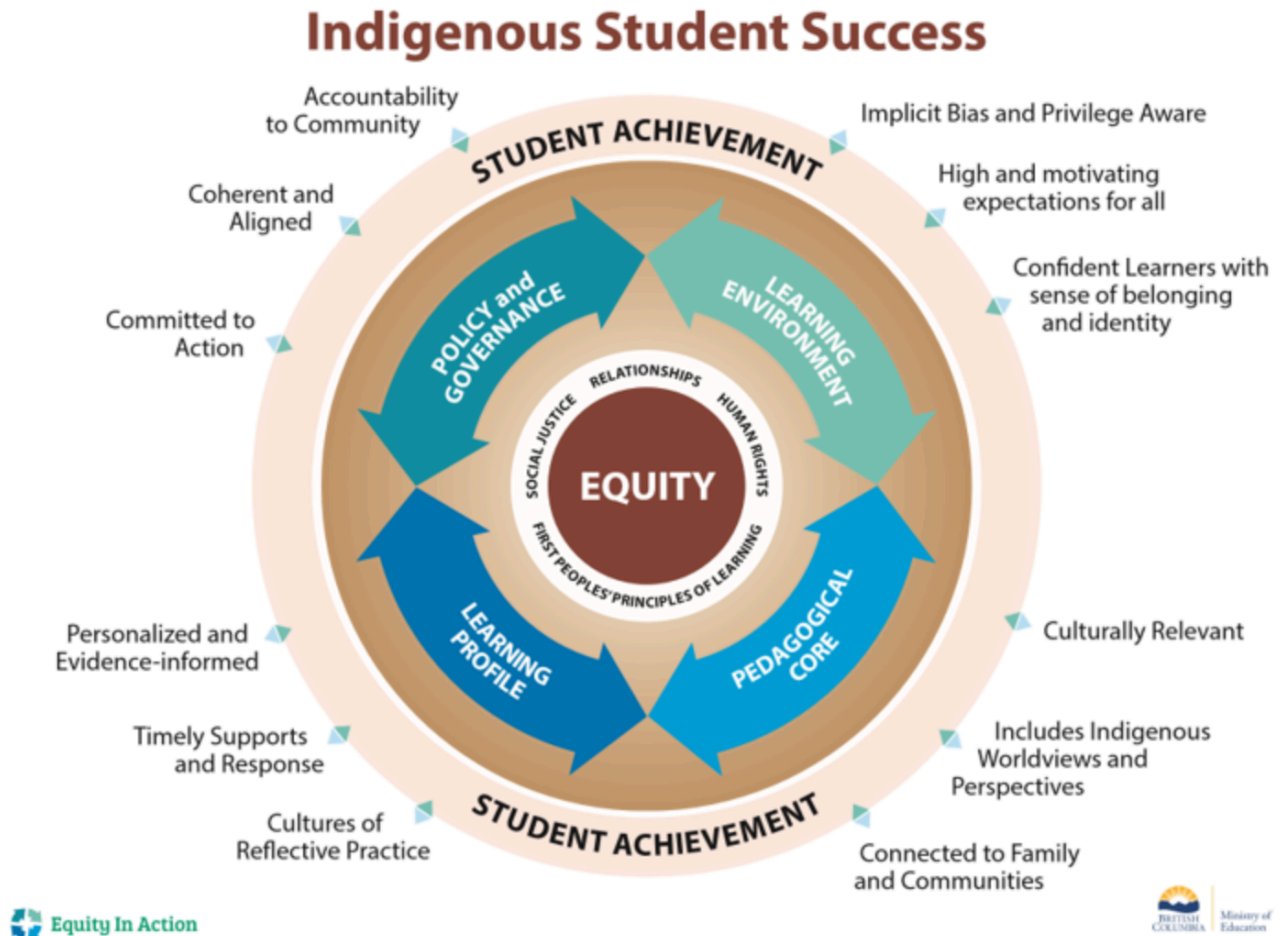 Indigenous Student Success
Accountability
to Community
Coherent and
Aligned
Committed to
Action
Implicit Bias and Privilege Aware
High and motivating
expectations for all
Confident Learners with
sense of belonging
and identity
STUDENT ACHIEVEMENT
POLICY and
GOVERNANCE
LEARNING
ENVIRONMENT
RELATIONSHIPS
SOCIAL JUSTICE
HUMAN RIGHTS
EQUITY
FIRST PEOPLES' PRINCIPLES OF LEARNING
LEARNING
PROFILE
PEDAGOGICAL
CORE
STUDENT ACHIEVEMENT
Personalized and
Evidence-informed
Timely Supports
and Response
Cultures of
Reflective Practice
Culturally Relevant
Includes Indigenous
Worldviews and
Perspectives
Connected to Family
and Communities
Equity In Action
BRITISH
COLUMBIA
Ministry of
Education